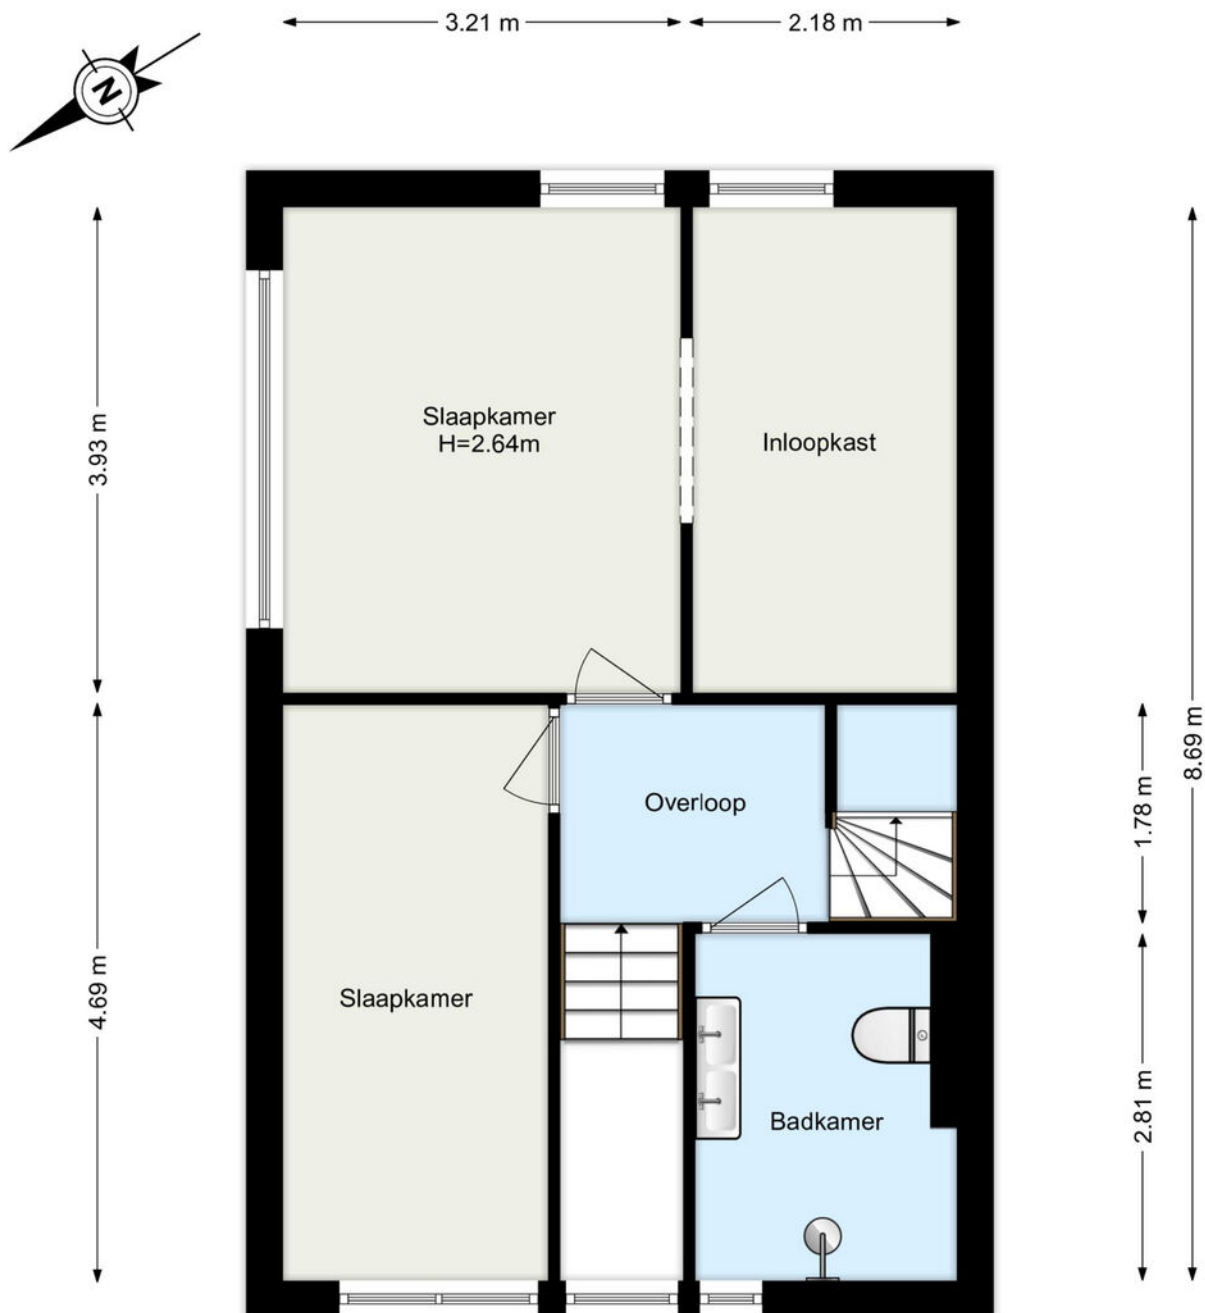 3.21 m
2.18 m
N
3.93 m
Slaapkamer
H=2.64m
Inloopkast
8.69 m
1.78 m
Overloop
4.69 m
Slaapkamer
2.81 m
Badkamer